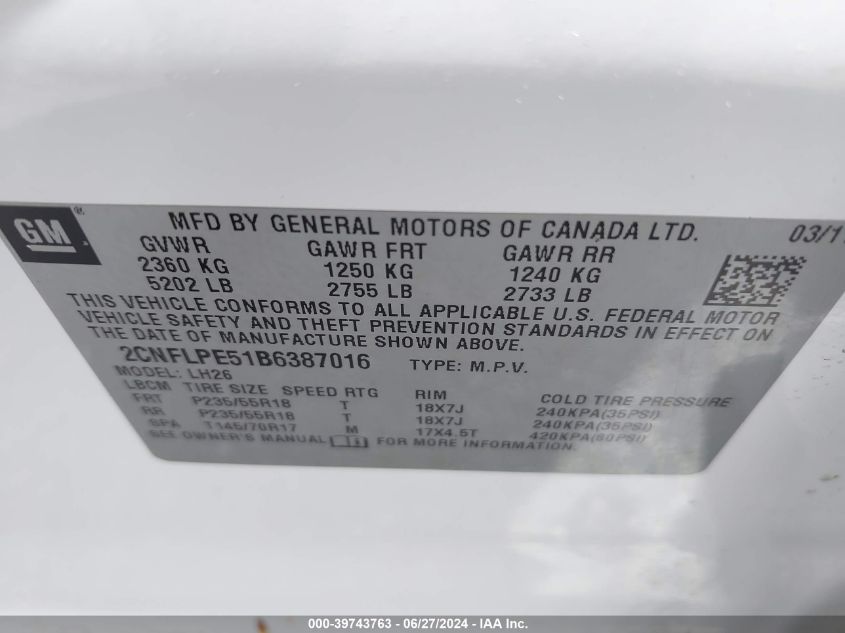 GM®
MFD BY GENERAL MOTORS OF CANADA LTD.
03/11
GVWR GAWR FRT GAWR RR
2360 KG 1250 KG 1240 KG
5202 LB 2755 LB 2733 LB
THIS VEHICLE CONFORMS TO ALL APPLICABLE U.S. FEDERAL MOTOR
VEHICLE SAFETY AND THEFT PREVENTION STANDARDS IN EFFECT ON
THE DATE OF MANUFACTURE SHOWN ABOVE.
2CNFLPE51B6387016 TYPE: M.P.V.
MODEL: LH26
LBCM TIRE SIZE SPEED RTG RIM COLD TIRE PRESSURE
FRT P235/55R18 T 18X7J 240KPA(35PSI)
RR P235/55R18 T 18X7J 240KPA(35PSI)
SPA T145/70R17 M 17X4.5T 420KPA(60PSI)
SEE OWNER'S MANUAL FOR MORE INFORMATION.
000-39743763 - 06/27/2024 - IAA Inc.